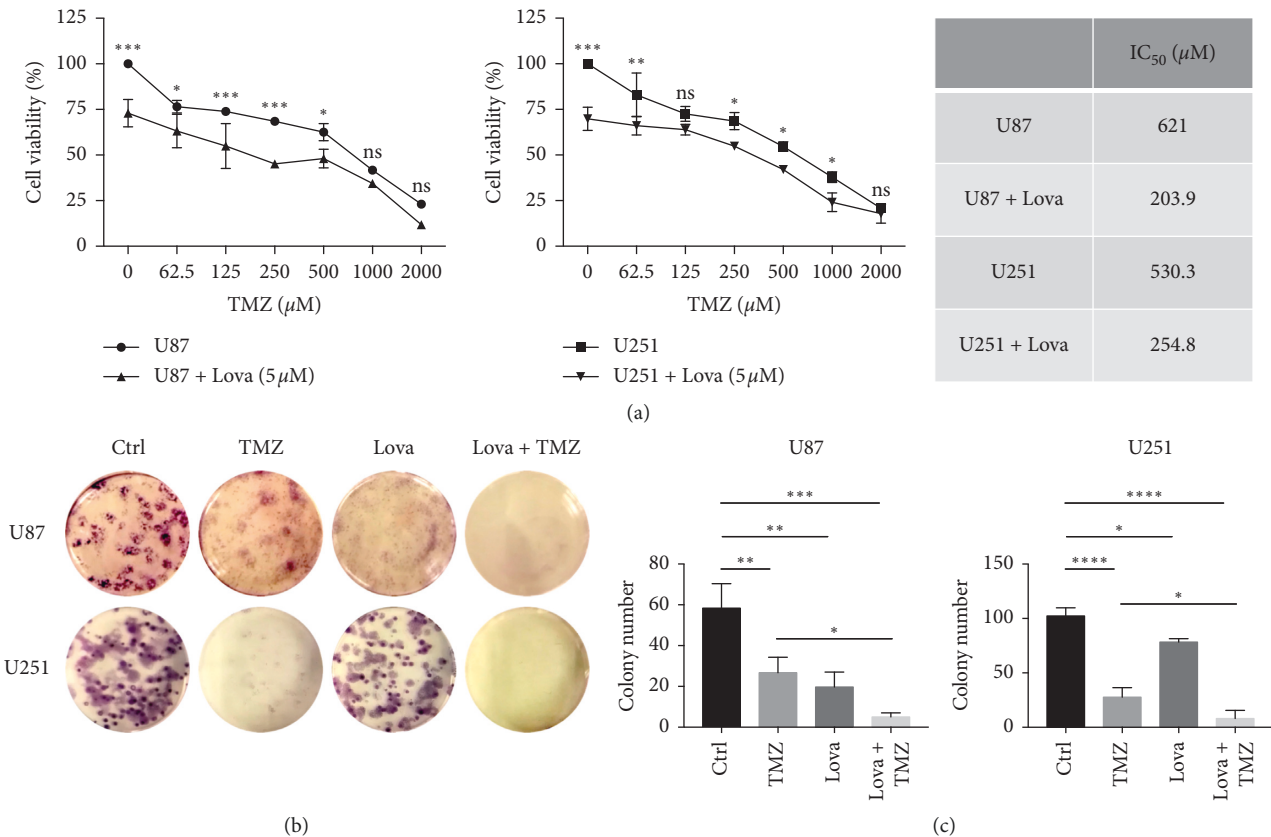 125
100
75
50
25
0
Cell viability (%)
***
*
***
***
*
ns
ns
0 62.5 125 250 500 1000 2000
TMZ (μM)
U87
U87 + Lova (5 μM)
125
100
75
50
25
0
Cell viability (%)
***
**
ns
*
*
*
ns
0 62.5 125 250 500 1000 2000
TMZ (μM)
U251
U251 + Lova (5 μM)
IC50 (μM)
U87 621
U87 + Lova 203.9
U251 530.3
U251 + Lova 254.8
(a)
Ctrl TMZ Lova Lova + TMZ
U87
U251
(b)
U87
***
**
**
*
80
60
40
20
0
Colony number
Ctrl
TMZ
Lova
Lova +
TMZ
U251
****
*
****
*
150
100
50
0
Colony number
Ctrl
TMZ
Lova
Lova +
TMZ
(c)